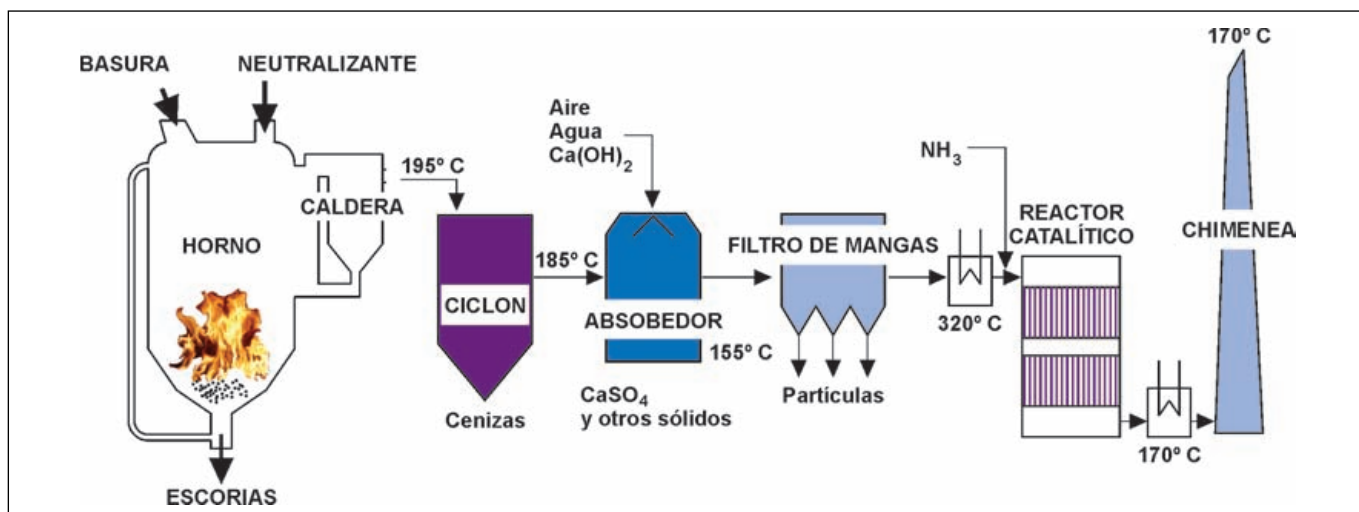 BASURA
NEUTRALIZANTE
HORNO
CALDERA
ESCORIAS
195º C
CICLON
Cenizas
185º C
Aire
Agua
Ca(OH)2
ABSOBEDOR
155º C
CaSO4
y otros sólidos
FILTRO DE MANGAS
Partículas
320º C
NH3
REACTOR
CATALÍTICO
170º C
CHIMENEA
170º C